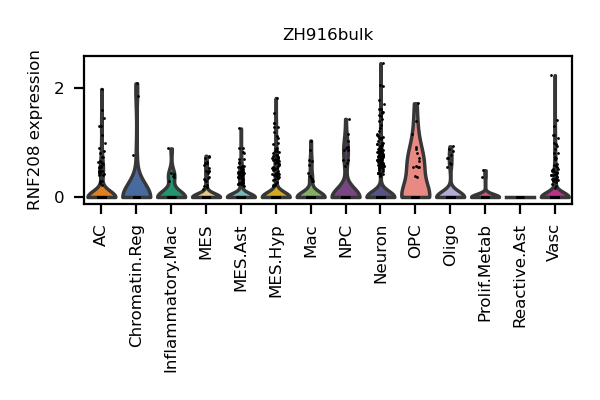 ZH916bulk
RNF208 expression
2
0
AC
Chromatin.Reg
Inflammatory.Mac
MES
MES.Ast
MES.Hyp
Mac
NPC
Neuron
OPC
Oligo
Prolif.Metab
Reactive.Ast
Vasc